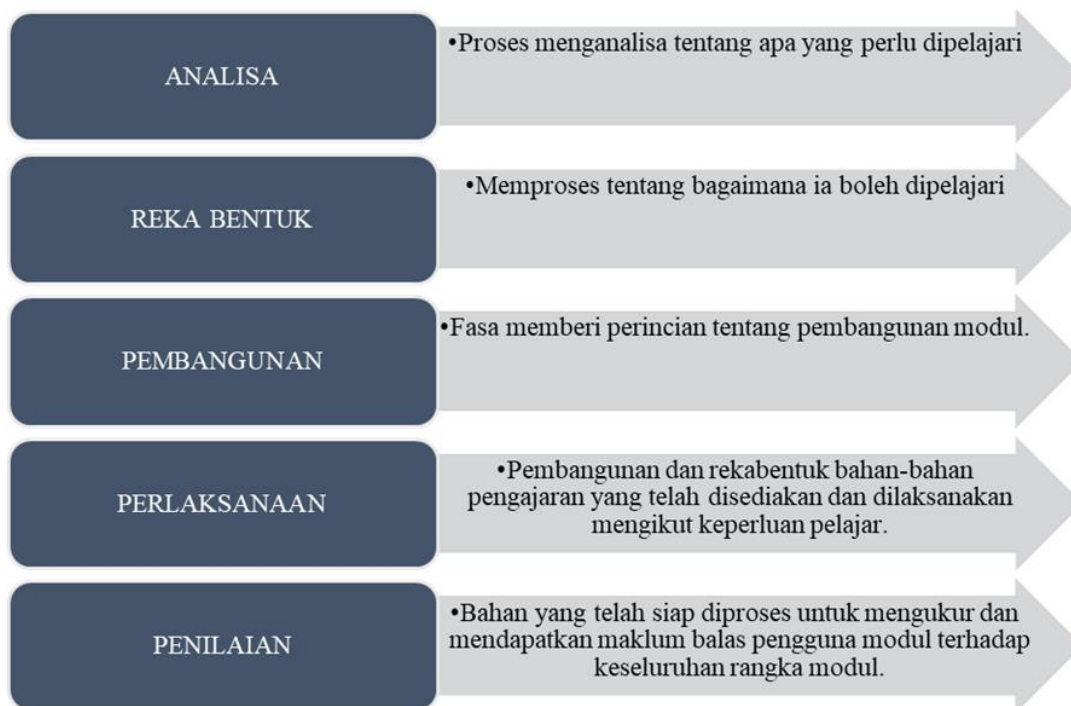 ANALISA
•Proses menganalisa tentang apa yang perlu dipelajari
REKA BENTUK
•Memproses tentang bagaimana ia boleh dipelajari
PEMBANGUNAN
•Fasa memberi perincian tentang pembangunan modul.
PERLAKSANAAN
•Pembangunan dan rekabentuk bahan-bahan
pengajaran yang telah disediakan dan dilaksanakan
mengikut keperluan pelajar.
PENILAIAN
•Bahan yang telah siap diproses untuk mengukur dan
mendapatkan maklum balas pengguna modul terhadap
keseluruhan rangka modul.